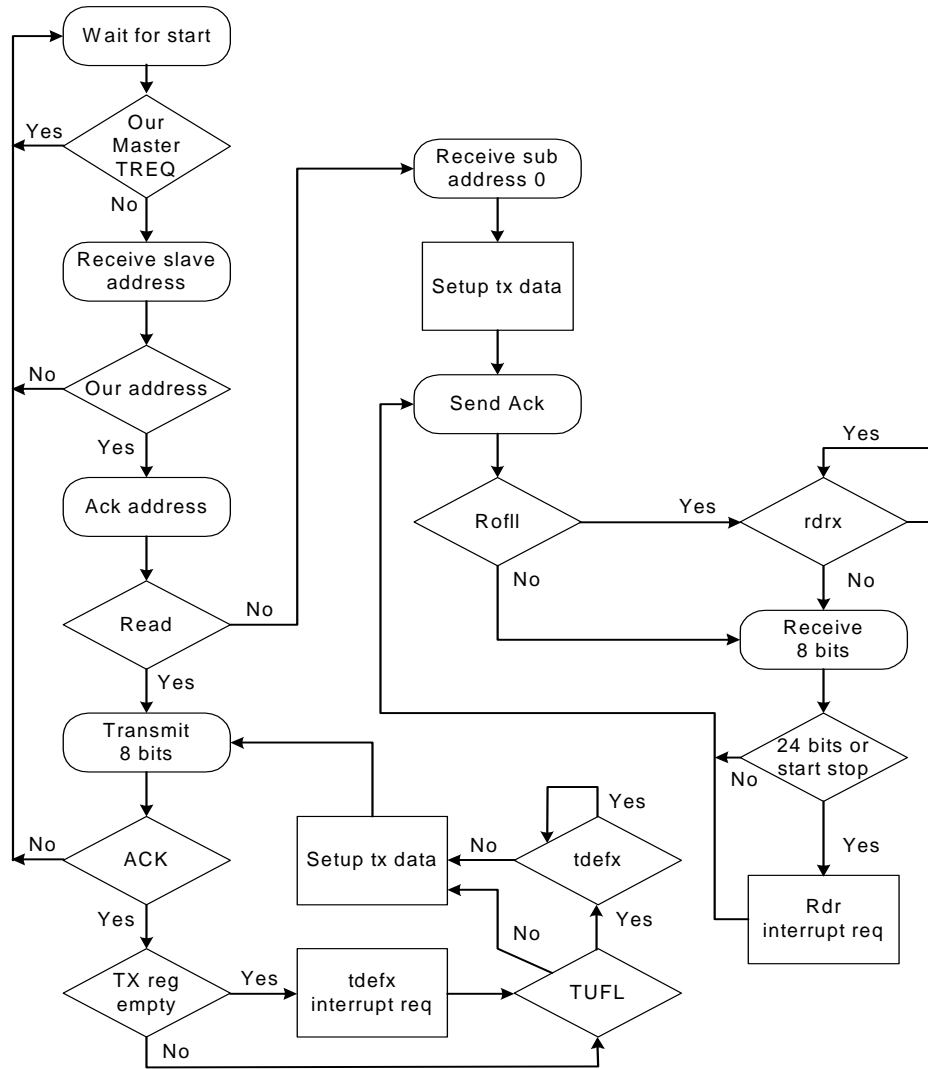 Wait for start
Yes
Our
Master
TREQ
No
Receive slave
address
No
Our address
Yes
Ack address
Read
No
Yes
Transmit
8 bits
No
ACK
Yes
TX reg
empty
Yes
No
tdefx
interrupt req
TUFL
No
Yes
tdefx
Yes
No
Setup tx data
Receive sub
address 0
Setup tx data
Send Ack
Rofll
Yes
No
rdrx
Yes
No
Receive
8 bits
24 bits or
start stop
No
Yes
Rdr
interrupt req